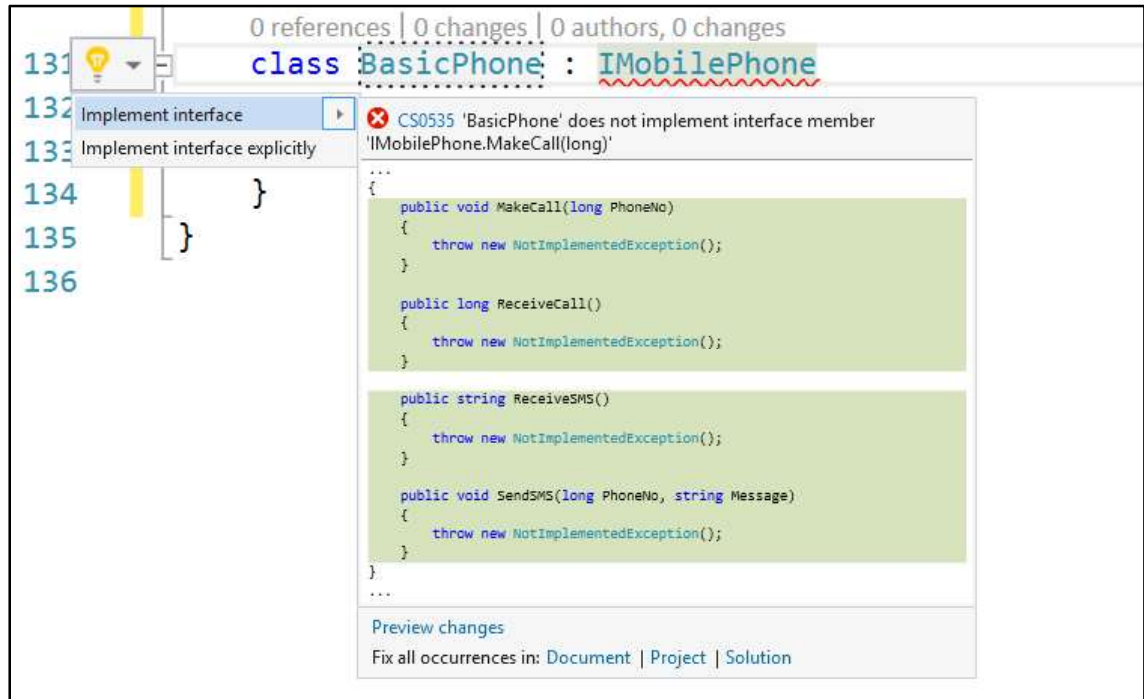 0 references | 0 changes | 0 authors, 0 changes
131 class BasicPhone : IMobilePhone
132 Implement interface
133 Implement interface explicitly
134 }
135 }
136
CS0535 'BasicPhone' does not implement interface member
'IMobilePhone.MakeCall(long)'
...
{
public void MakeCall(long PhoneNo)
{
throw new NotImplementedException();
}
public long ReceiveCall()
{
throw new NotImplementedException();
}
public string ReceiveSMS()
{
throw new NotImplementedException();
}
public void SendSMS(long PhoneNo, string Message)
{
throw new NotImplementedException();
}
}
...
Preview changes
Fix all occurrences in: Document | Project | Solution